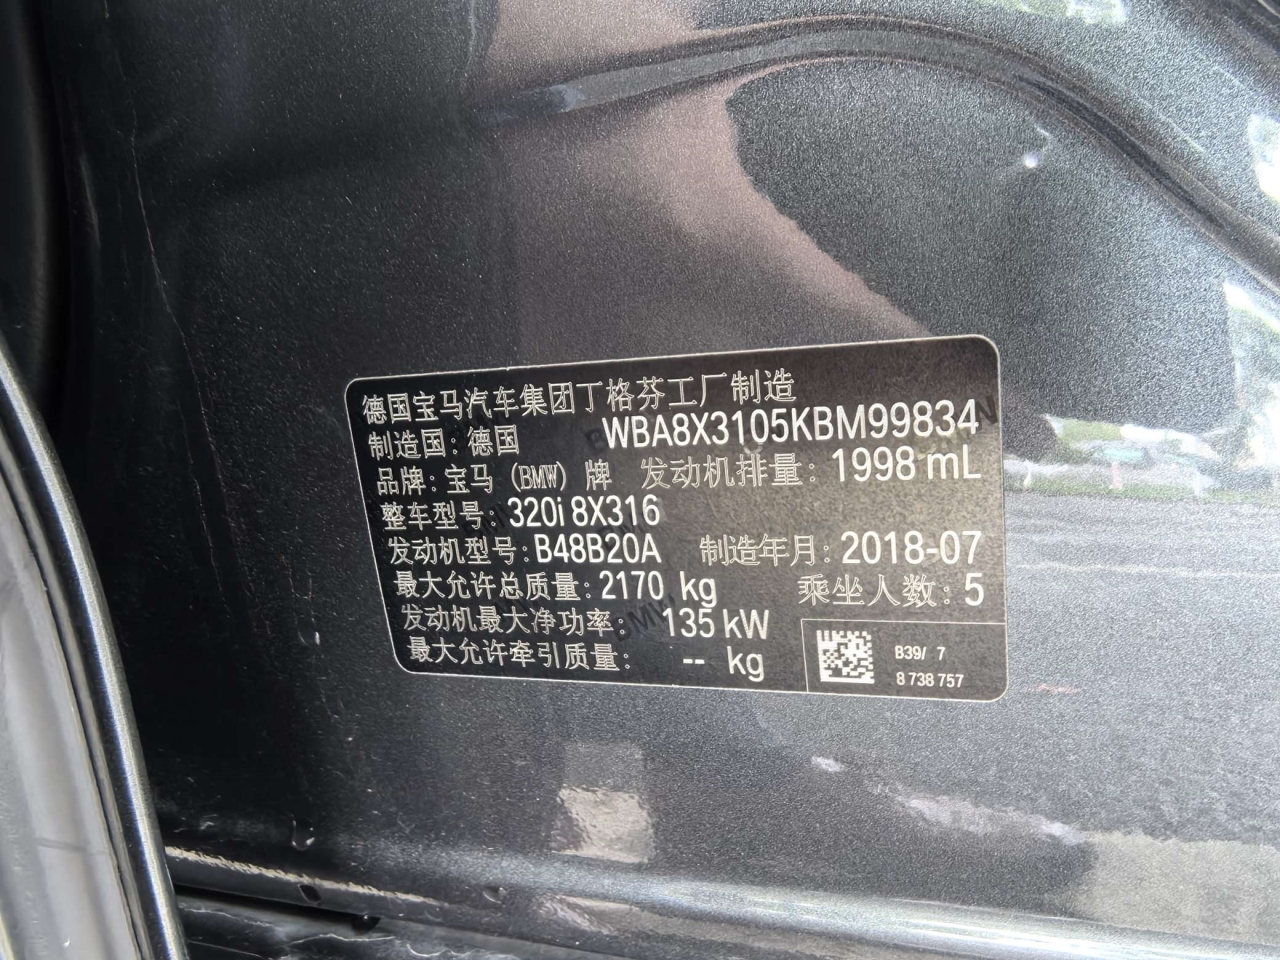 德国宝马汽车集团丁格芬工厂制造
制造国：德国 WBA8X3105KBM99834
品牌：宝马（BMW）牌 发动机排量：1998 mL
整车型号：320i 8X316
发动机型号：B48B20A 制造年月：2018-07
最大允许总质量：2170 kg 乘坐人数：5
发动机最大净功率：135 kW
最大允许牵引质量：-- kg
B39/ 7
8 738 757